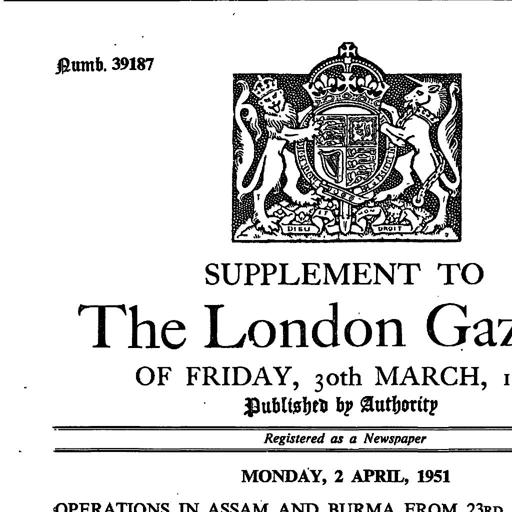 Numb. 39187
DIEU ET MON DROIT
SUPPLEMENT TO
The London Gaz
OF FRIDAY, 30th MARCH, 1
Published by Authority
Registered as a Newspaper
MONDAY, 2 APRIL, 1951
OPERATIONS IN ASSAM AND BURMA FROM 23RD